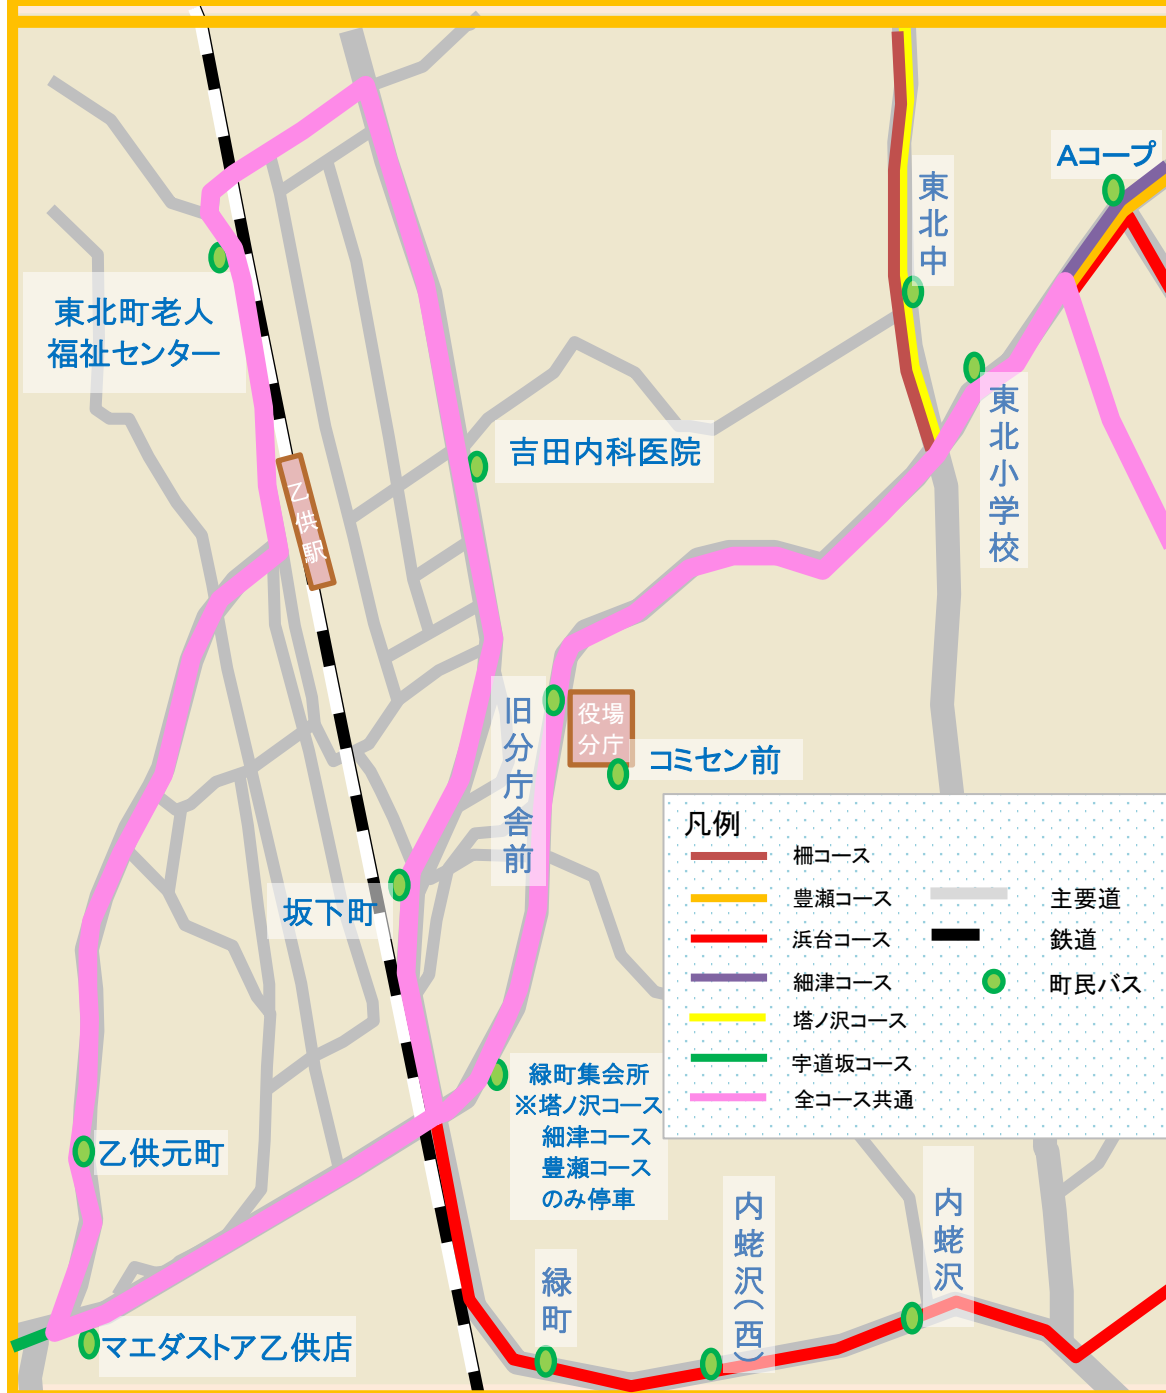 Aコープ
東北中
東北町老人
福祉センター
東北小学校
吉田内科医院
乙供駅
旧分庁舎前
役場
分庁
コミセン前
坂下町
凡例
柵コース
豊瀬コース
主要道
浜台コース
鉄道
細津コース
町民バス
塔ノ沢コース
宇道坂コース
全コース共通
緑町集会所
※塔ノ沢コース
細津コース
豊瀬コース
のみ停車
乙供元町
内蛯沢(西)
内蛯沢
緑町
マエダストア乙供店